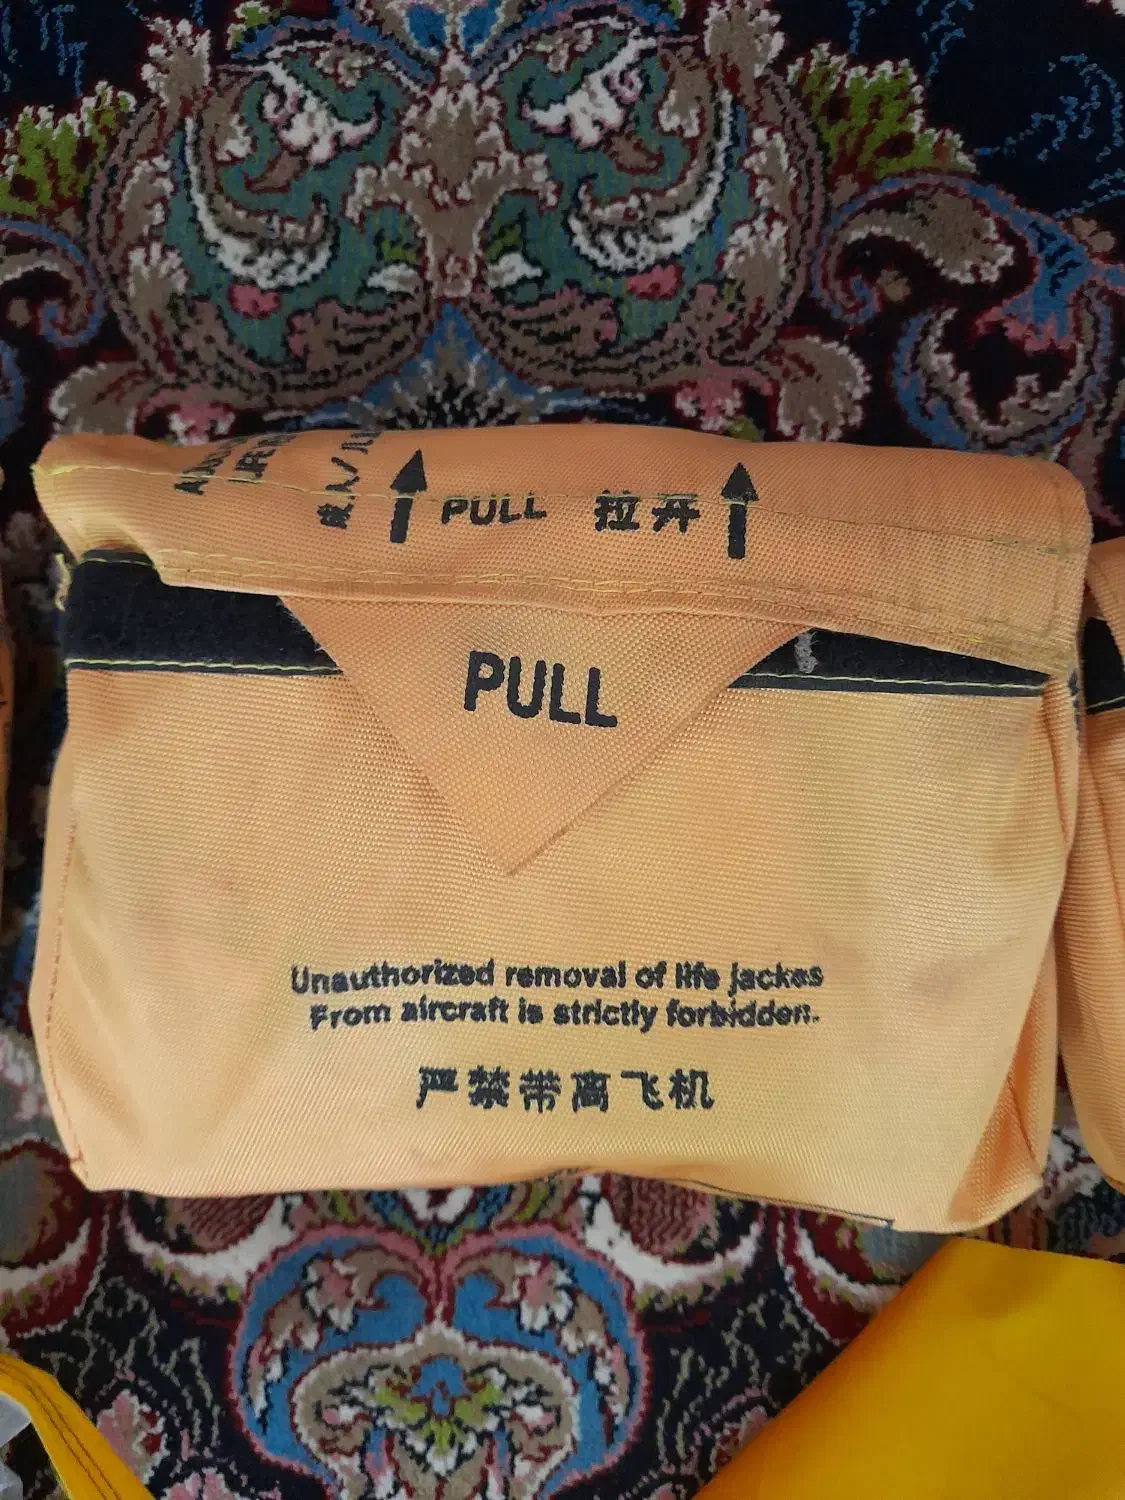 PULL 拉开
PULL
Unauthorized removal of life jackes
From aircraft is strictly forbidden.
严禁带离飞机